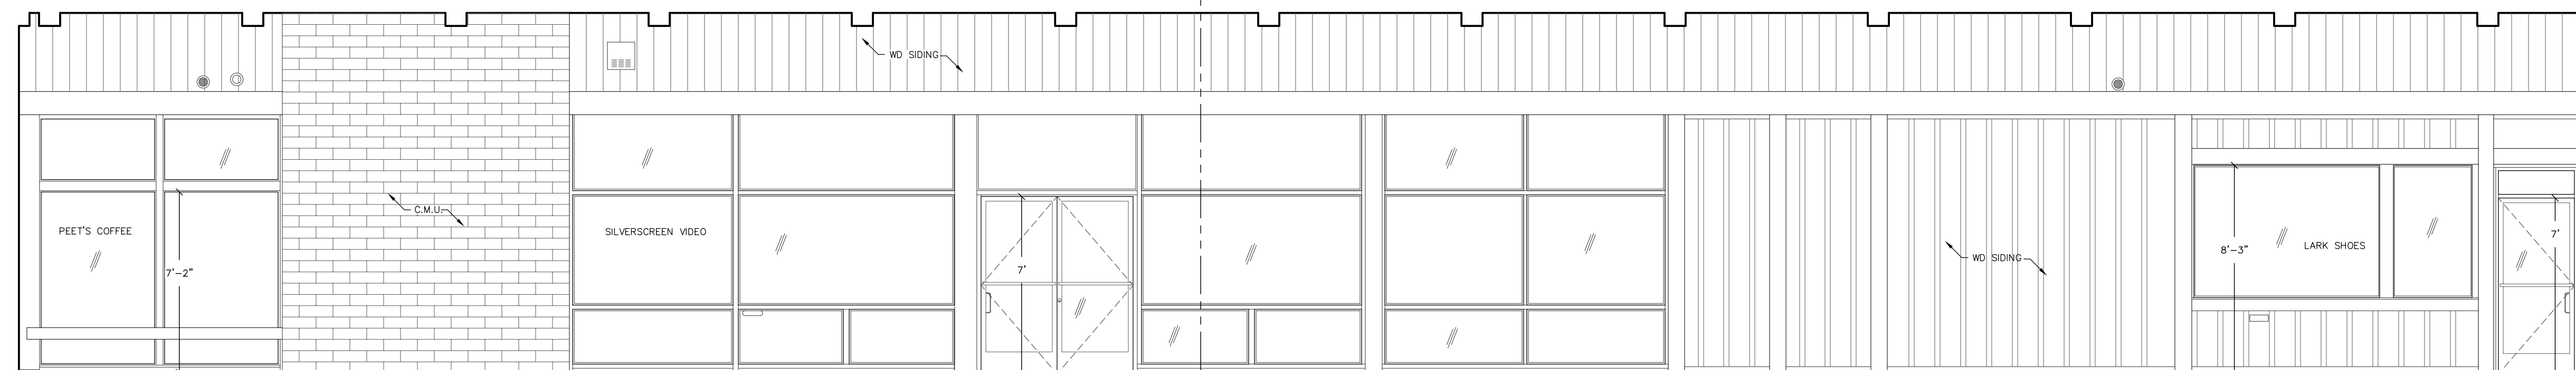 WD SIDING
C.M.U.
PEET'S COFFEE
7'-2"
SILVERSCREEN VIDEO
7'
WD SIDING
8'-3"
LARK SHOES
7'